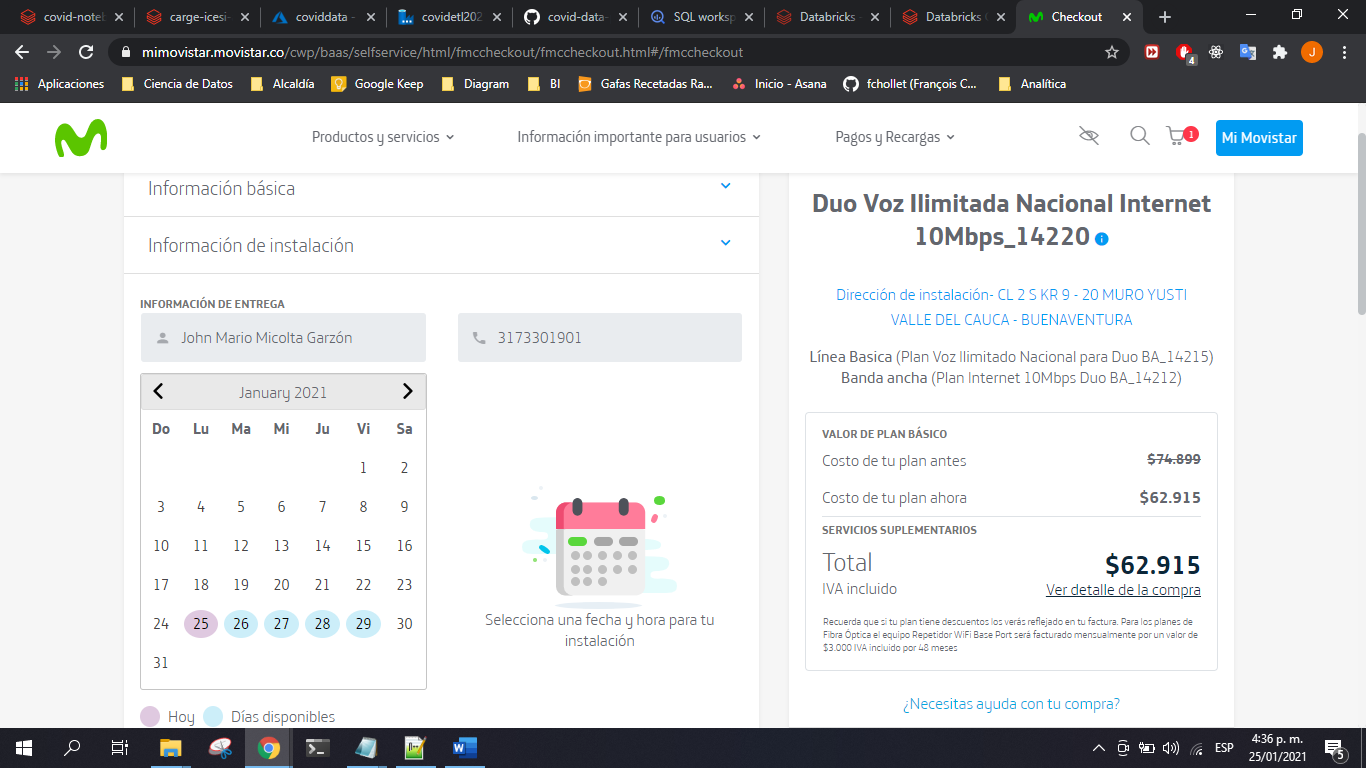 covid-noteb
carge-icesi-
coviddata -
covidetl202
covid-data-
SQL worksp
Databricks
Databricks
Checkout
mimovistar.movistar.co/cwp/baas/selfservice/html/fmccheckout/fmccheckout.html#/fmccheckout
4
J
Aplicaciones
Ciencia de Datos
Alcaldía
Google Keep
Diagram
BI
Gafas Recetadas Ra...
Inicio - Asana
fchollet (François C...
Analítica
Productos y servicios
Información importante para usuarios
Pagos y Recargas
1
Mi Movistar
Información básica
Información de instalación
INFORMACIÓN DE ENTREGA
John Mario Micolta Garzón
3173301901
January 2021
Do Lu Ma Mi Ju Vi Sa
1 2
3 4 5 6 7 8 9
10 11 12 13 14 15 16
17 18 19 20 21 22 23
24 25 26 27 28 29 30
31
Hoy Días disponibles
Selecciona una fecha y hora para tu
instalación
Duo Voz Ilimitada Nacional Internet
10Mbps_14220
Dirección de instalación- CL 2 S KR 9 - 20 MURO YUSTI
VALLE DEL CAUCA - BUENAVENTURA
Línea Basica (Plan Voz Ilimitado Nacional para Duo BA_14215)
Banda ancha (Plan Internet 10Mbps Duo BA_14212)
VALOR DE PLAN BÁSICO
Costo de tu plan antes $74.899
Costo de tu plan ahora $62.915
SERVICIOS SUPLEMENTARIOS
Total $62.915
IVA incluido Ver detalle de la compra
Recuerda que si tu plan tiene descuentos los verás reflejado en tu factura. Para los planes de
Fibra Óptica el equipo Repetidor WiFi Base Port será facturado mensualmente por un valor de
$3.000 IVA incluido por 48 meses
¿Necesitas ayuda con tu compra?
ESP
4:36 p. m.
25/01/2021
5